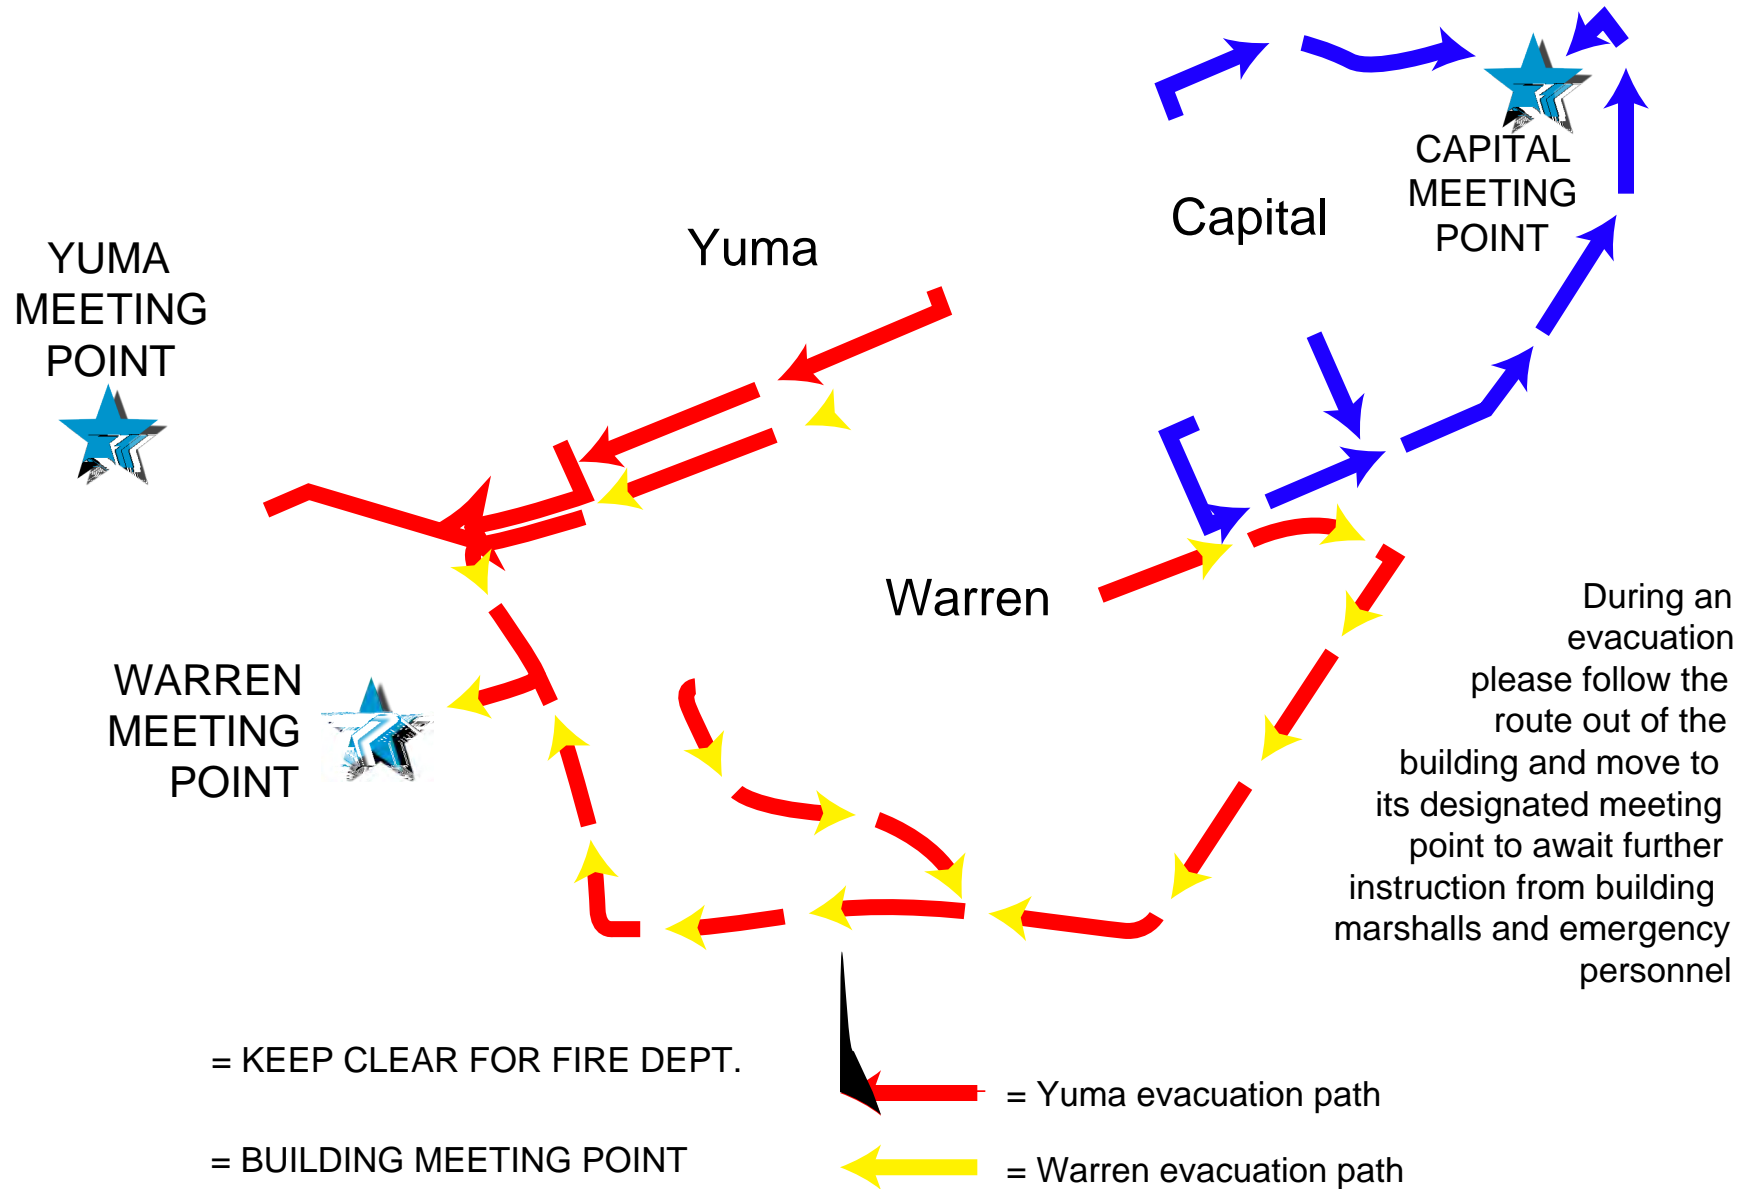 CAPITAL
MEETING
POINT
Capital
Yuma
YUMA
MEETING
POINT
Warren
During an
evacuation
please follow the
route out of the
building and move to
its designated meeting
point to await further
instruction from building
marshalls and emergency
personnel
WARREN
MEETING
POINT
= KEEP CLEAR FOR FIRE DEPT.
= Yuma evacuation path
= BUILDING MEETING POINT
= Warren evacuation path